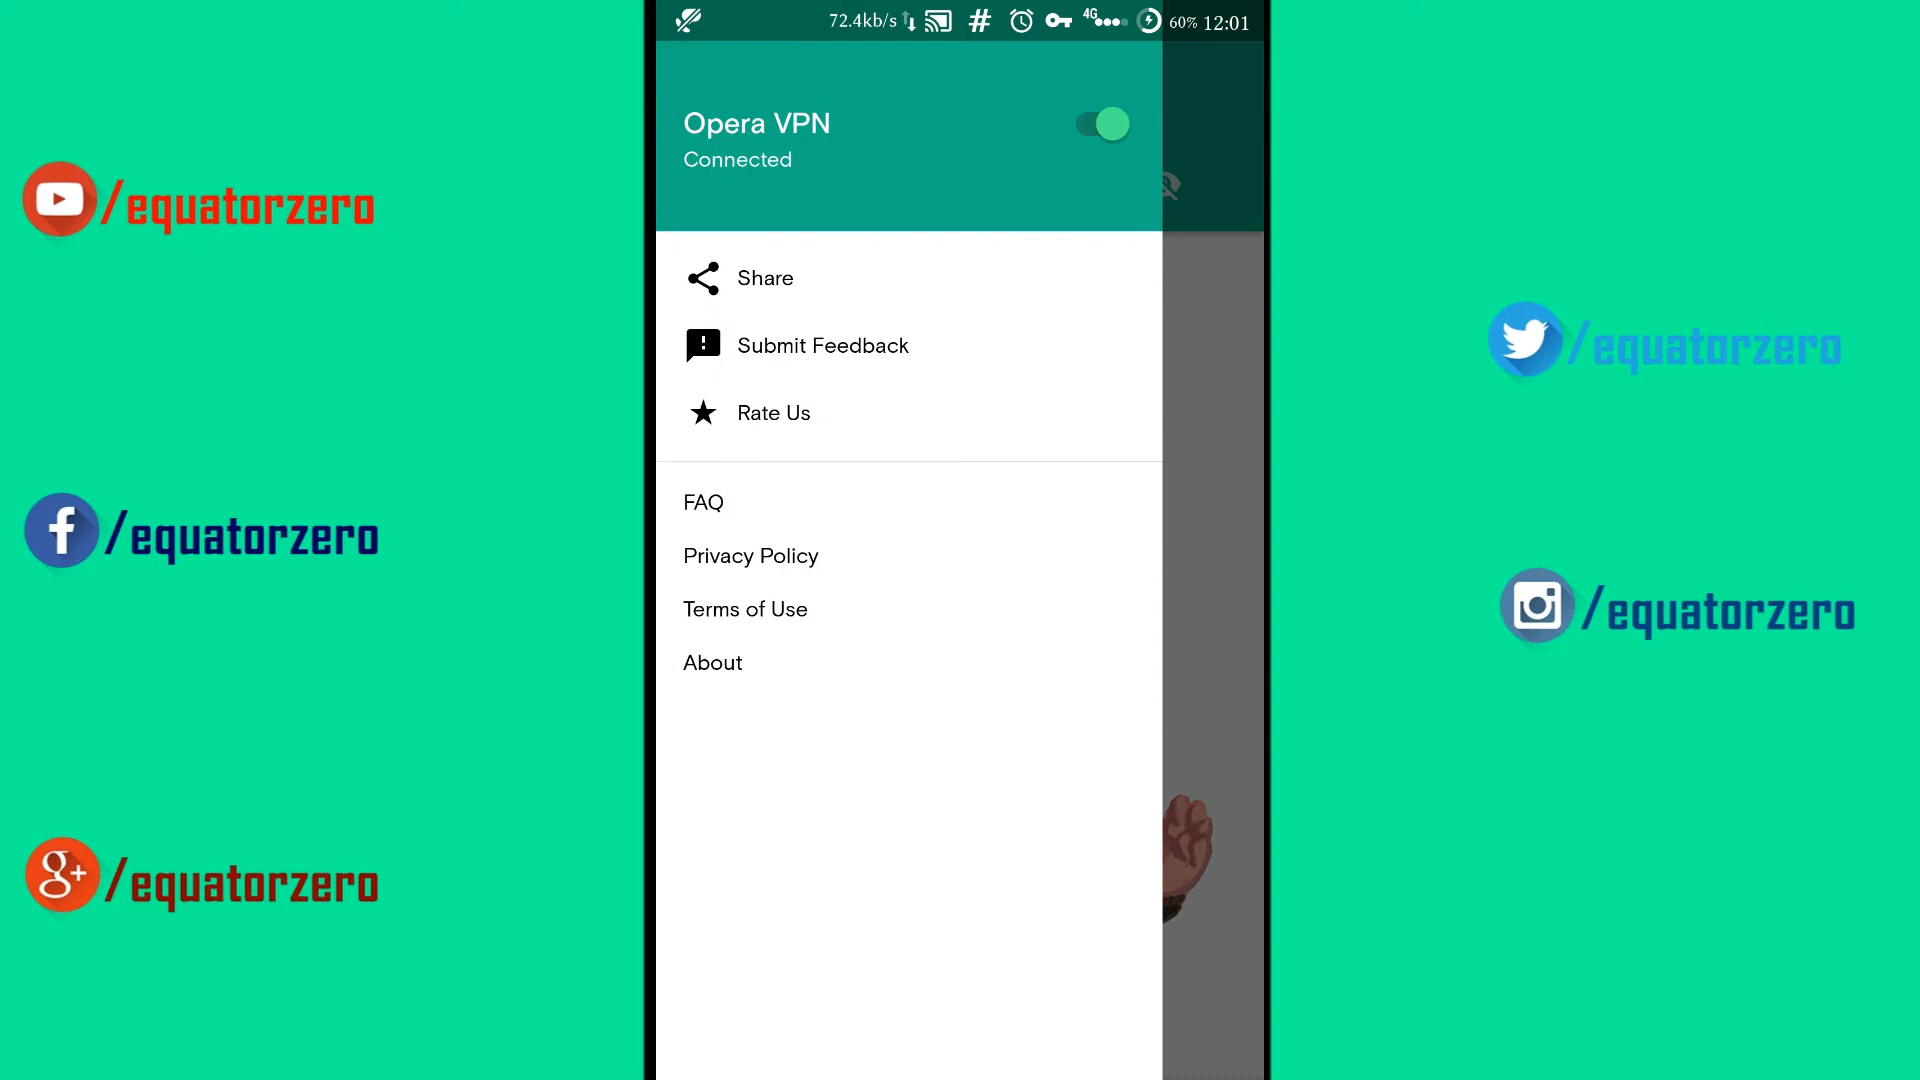 72.4kb/s 4G 60% 12:01
Opera VPN
Connected
Share
Submit Feedback
Rate Us
FAQ
Privacy Policy
Terms of Use
About
/equatorzero
/equatorzero
g+ /equatorzero
/equatorzero
/equatorzero